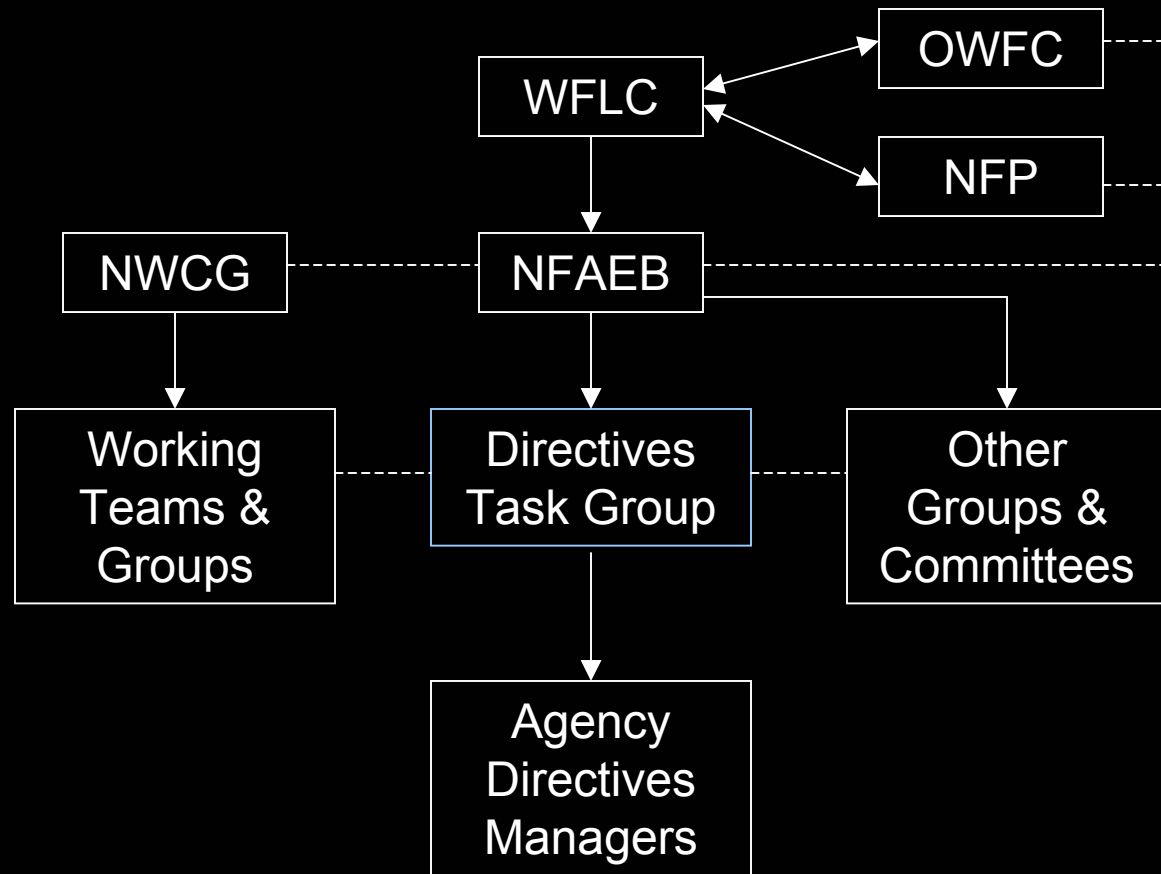 OWFC
WFLC
NFP
NWCG
NFAEB
Working
Teams &
Groups
Directives
Task Group
Other
Groups &
Committees
Agency
Directives
Managers